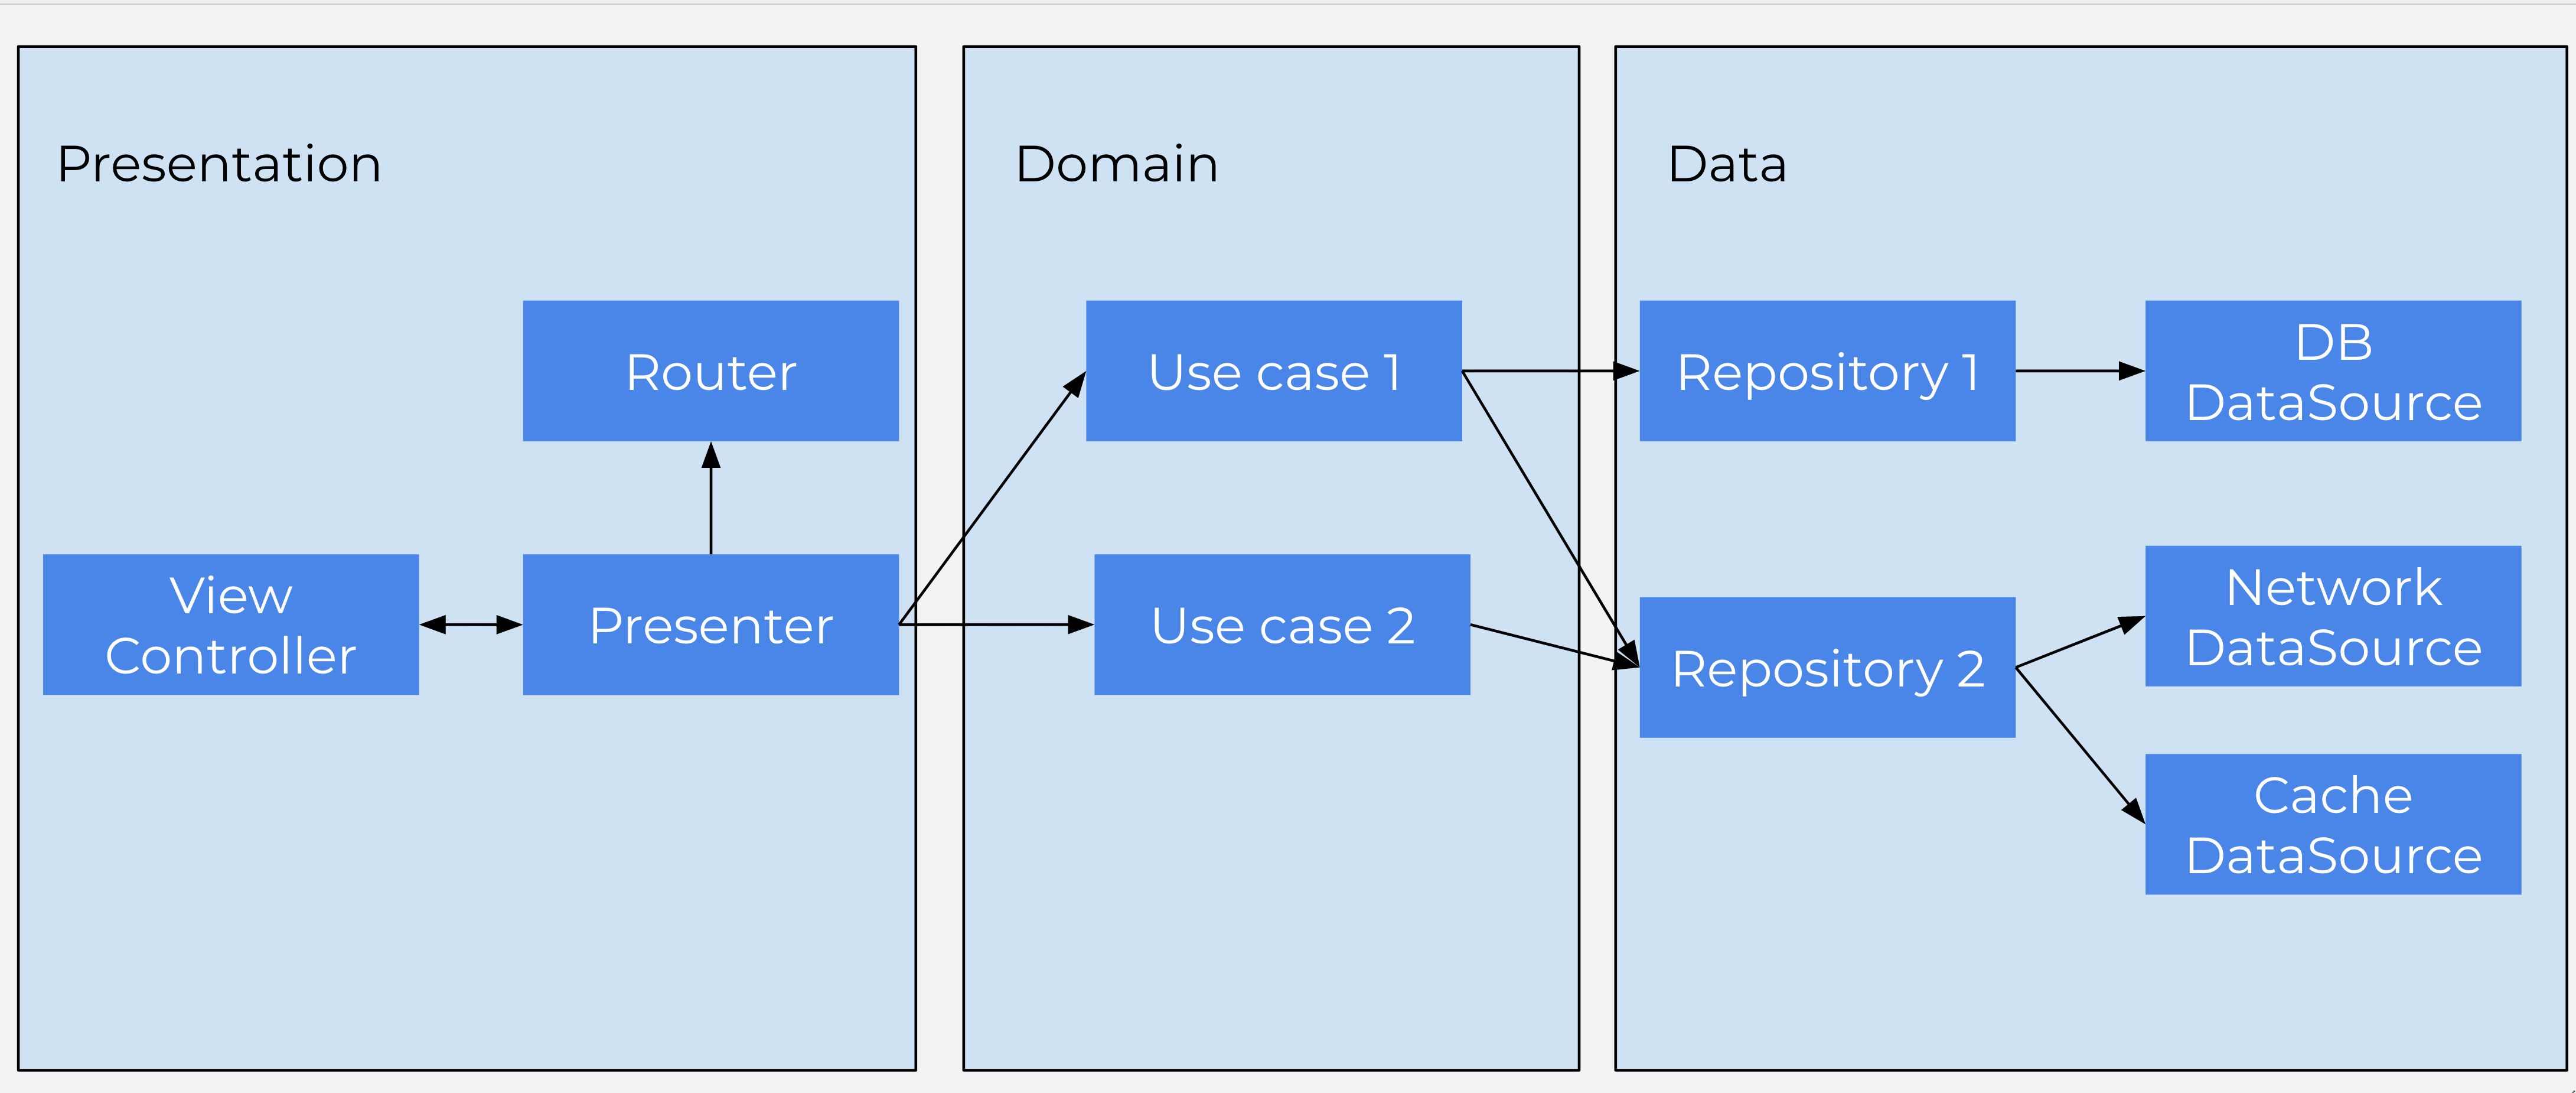 Presentation
Router
View
Controller
Presenter
Domain
Use case 1
Use case 2
Data
Repository 1
DB
DataSource
Repository 2
Network
DataSource
Cache
DataSource